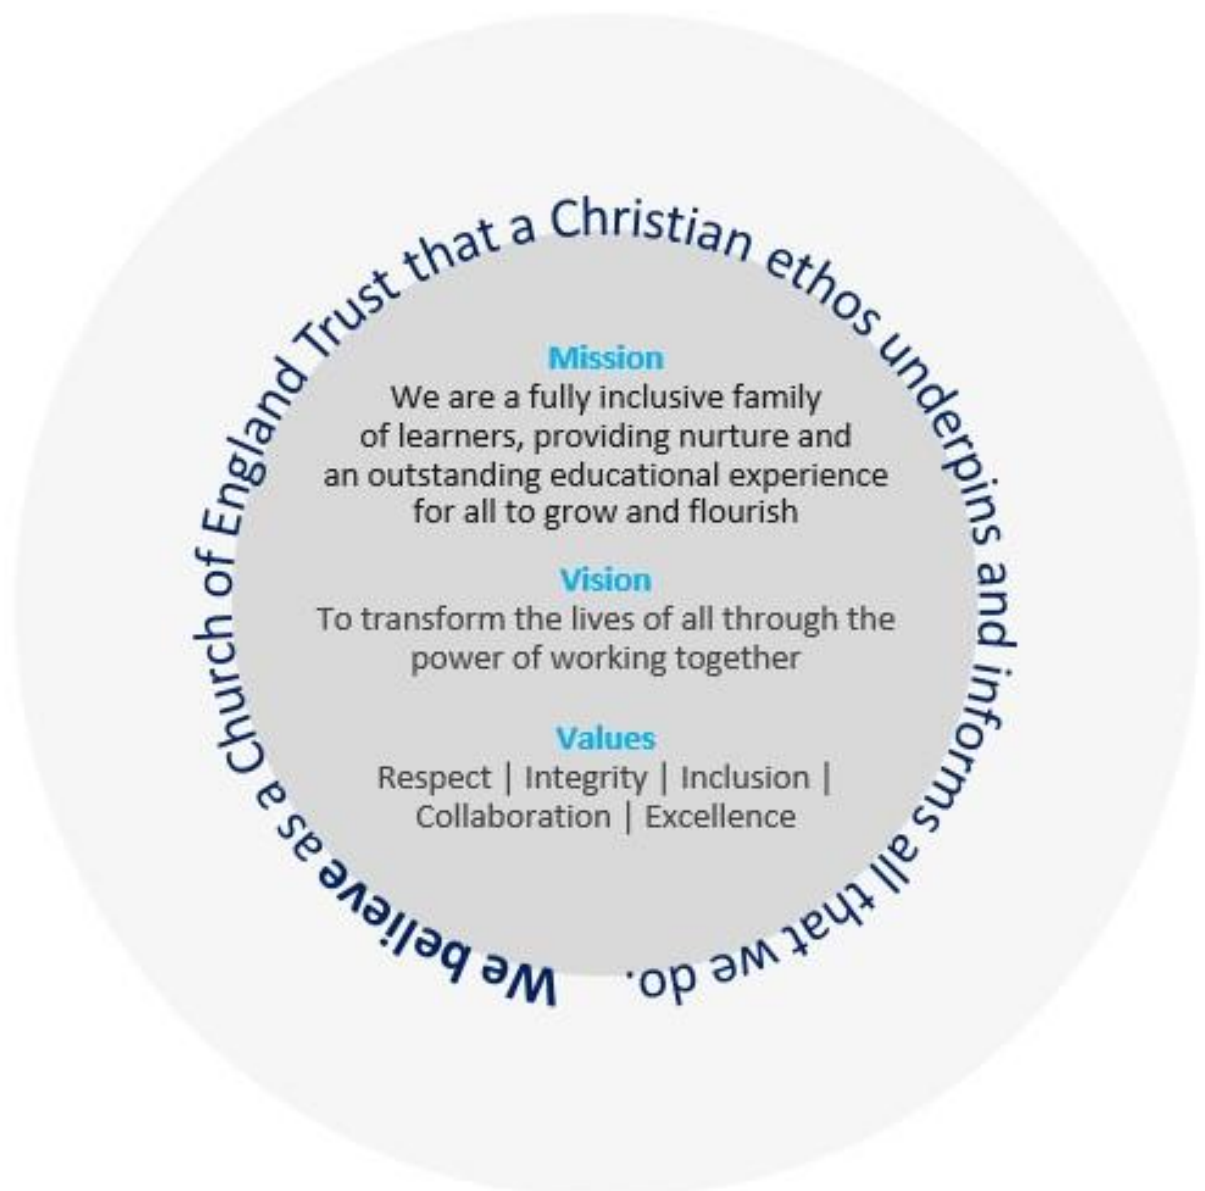 We believe as a Church of England Trust that a Christian ethos underpins and informs all that we do.
Mission
We are a fully inclusive family
of learners, providing nurture and
an outstanding educational experience
for all to grow and flourish
Vision
To transform the lives of all through the
power of working together
Values
Respect | Integrity | Inclusion |
Collaboration | Excellence